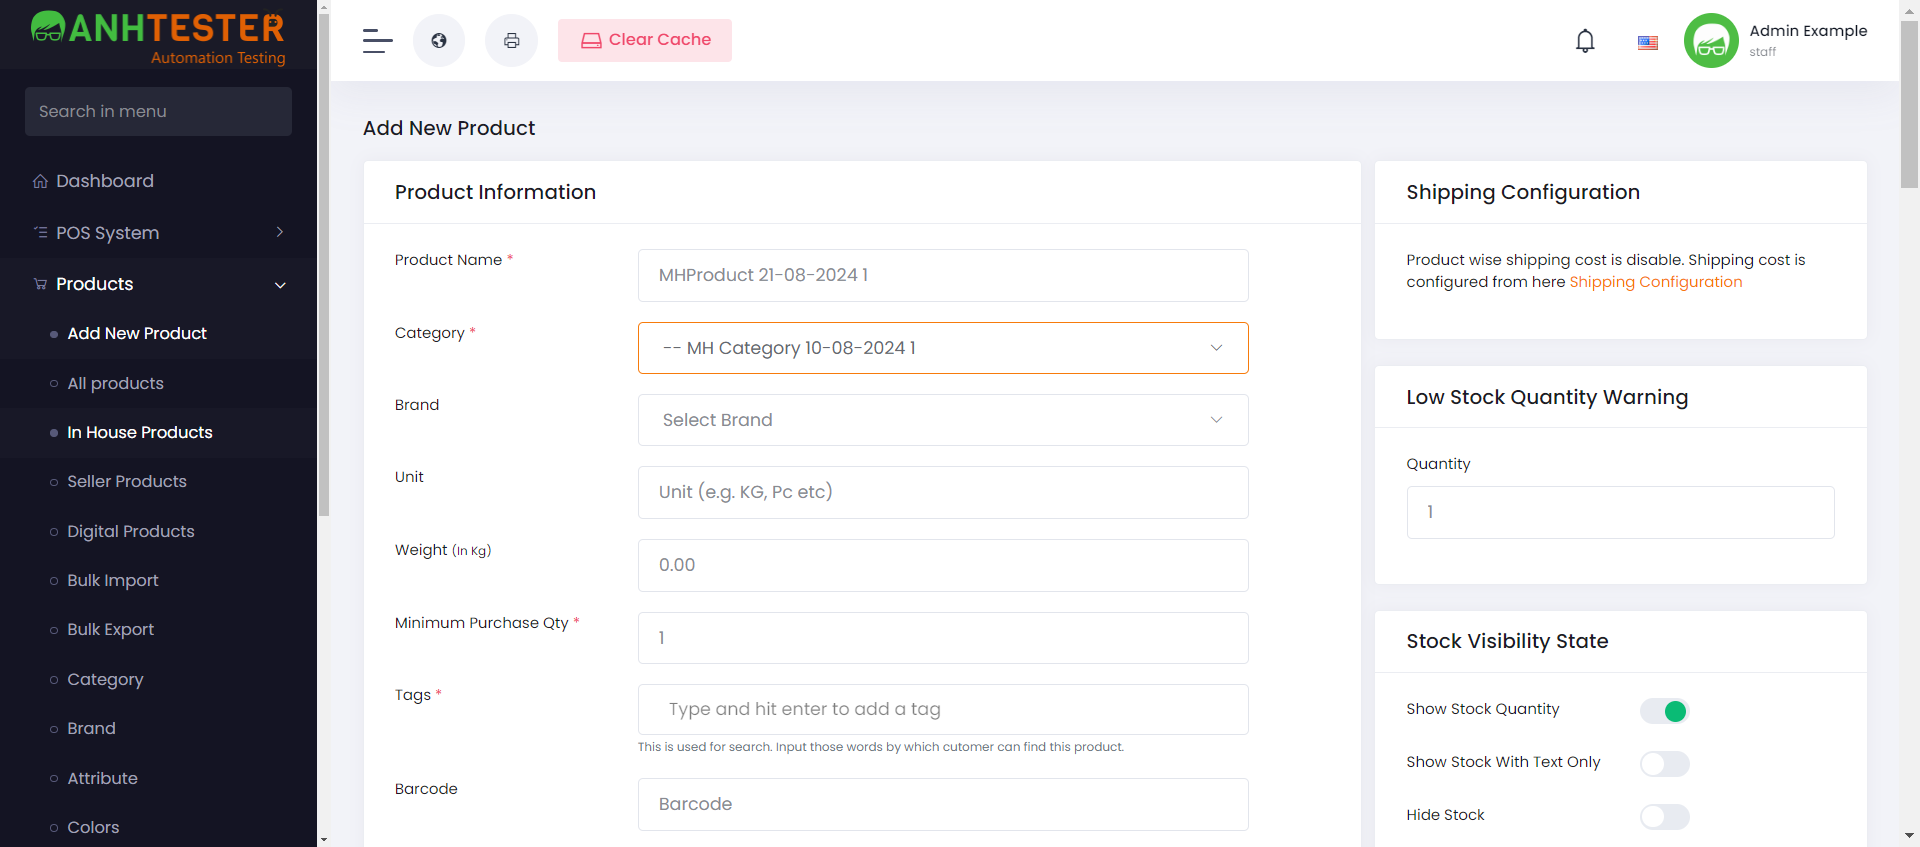 ANHTESTER
Automation Testing
Search in menu
Dashboard
POS System
Products
Add New Product
All products
In House Products
Seller Products
Digital Products
Bulk Import
Bulk Export
Category
Brand
Attribute
Colors
Clear Cache
Admin Example
staff
Add New Product
Product Information
Product Name *
MHProduct 21-08-2024 1
Category *
-- MH Category 10-08-2024 1
Brand
Select Brand
Unit
Unit (e.g. KG, Pc etc)
Weight (In Kg)
0.00
Minimum Purchase Qty *
1
Tags *
Type and hit enter to add a tag
This is used for search. Input those words by which cutomer can find this product.
Barcode
Barcode
Shipping Configuration
Product wise shipping cost is disable. Shipping cost is
configured from here Shipping Configuration
Low Stock Quantity Warning
Quantity
1
Stock Visibility State
Show Stock Quantity
Show Stock With Text Only
Hide Stock